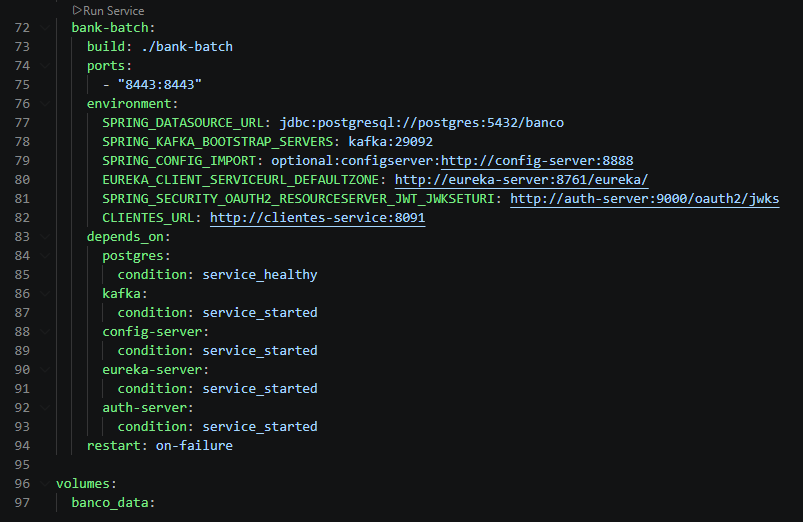 Run Service
72 bank-batch:
73 build: ./bank-batch
74 ports:
75 - "8443:8443"
76 environment:
77 SPRING_DATASOURCE_URL: jdbc:postgresql://postgres:5432/banco
78 SPRING_KAFKA_BOOTSTRAP_SERVERS: kafka:29092
79 SPRING_CONFIG_IMPORT: optional:configserver:http://config-server:8888
80 EUREKA_CLIENT_SERVICEURL_DEFAULTZONE: http://eureka-server:8761/eureka/
81 SPRING_SECURITY_OAUTH2_RESOURCESERVER_JWT_JWKSETURI: http://auth-server:9000/oauth2/jwks
82 CLIENTES_URL: http://clientes-service:8091
83 depends_on:
84 postgres:
85 condition: service_healthy
86 kafka:
87 condition: service_started
88 config-server:
89 condition: service_started
90 eureka-server:
91 condition: service_started
92 auth-server:
93 condition: service_started
94 restart: on-failure
95
96 volumes:
97 banco_data: